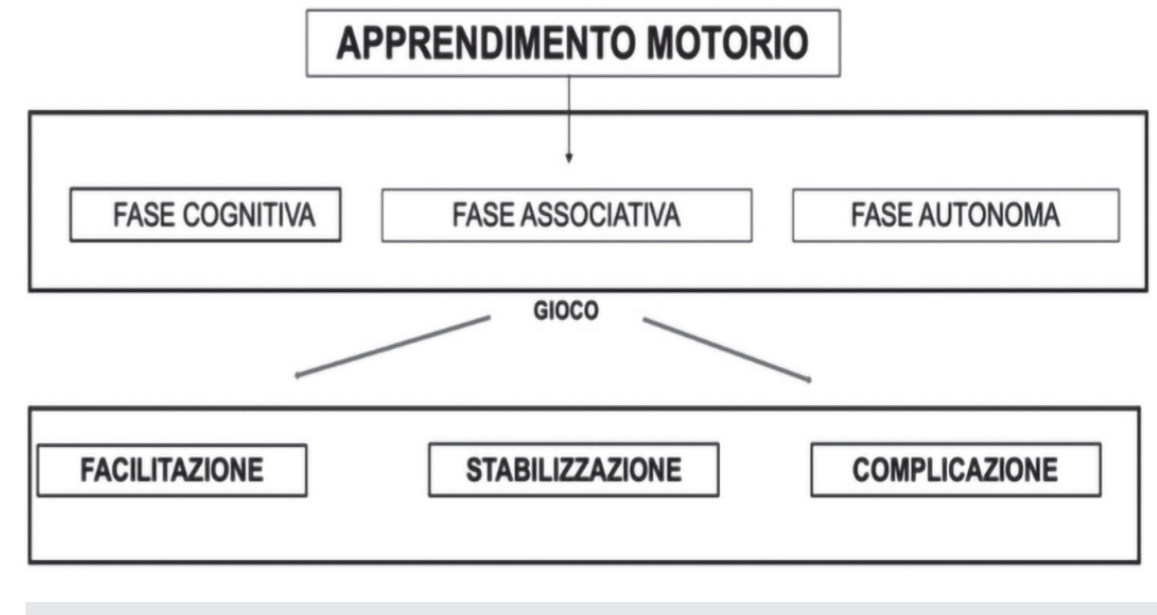 APPRENDIMENTO MOTORIO
FASE COGNITIVA
FASE ASSOCIATIVA
FASE AUTONOMA
GIOCO
FACILITAZIONE
STABILIZZAZIONE
COMPLICAZIONE